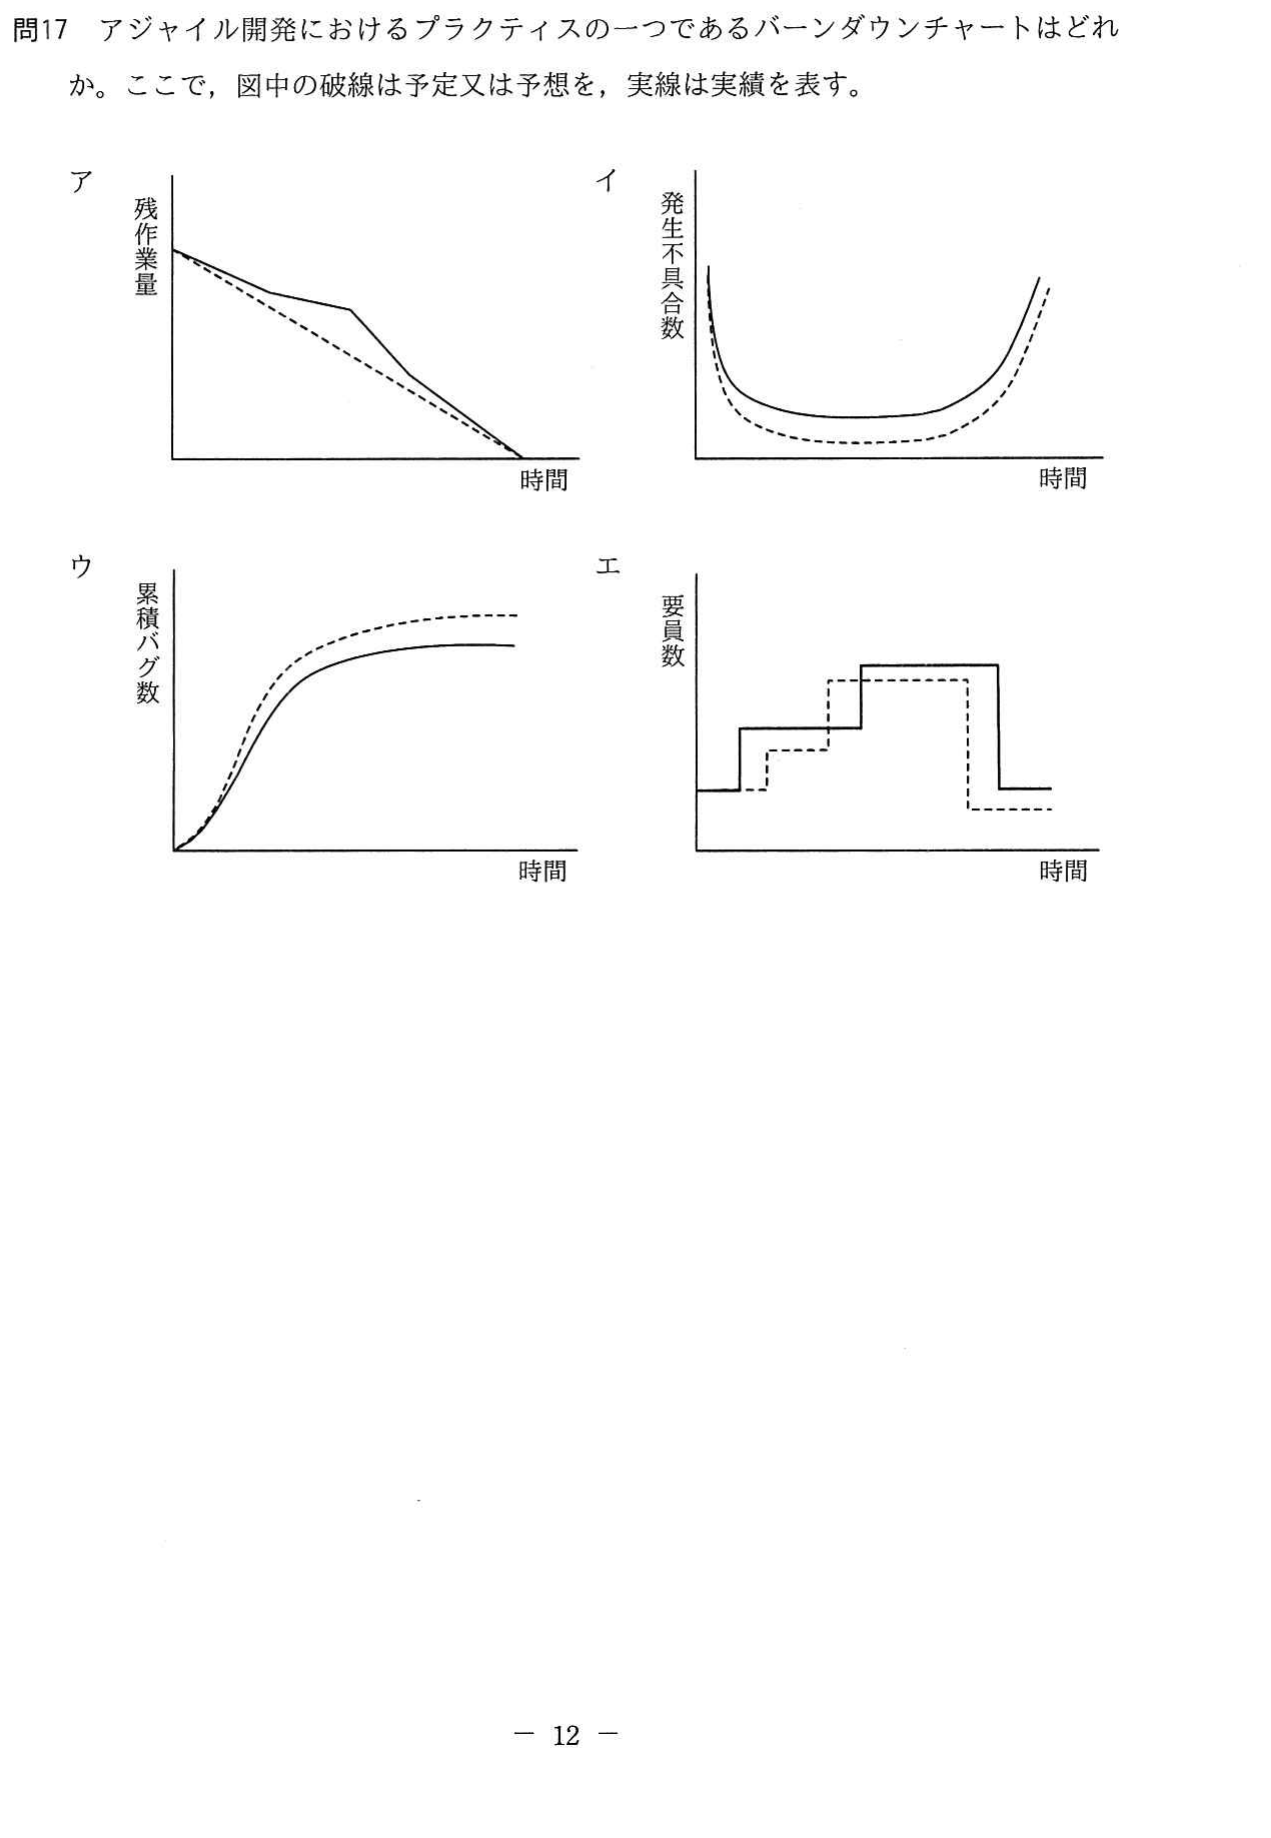 問17　アジャイル開発におけるプラクティスの一つであるバーンダウンチャートはどれ
か。ここで，図中の破線は予定又は予想を，実線は実績を表す。
ア
残作業量
時間
イ
発生不具合数
時間
ウ
累積バグ数
時間
エ
要員数
時間
－ 12 －